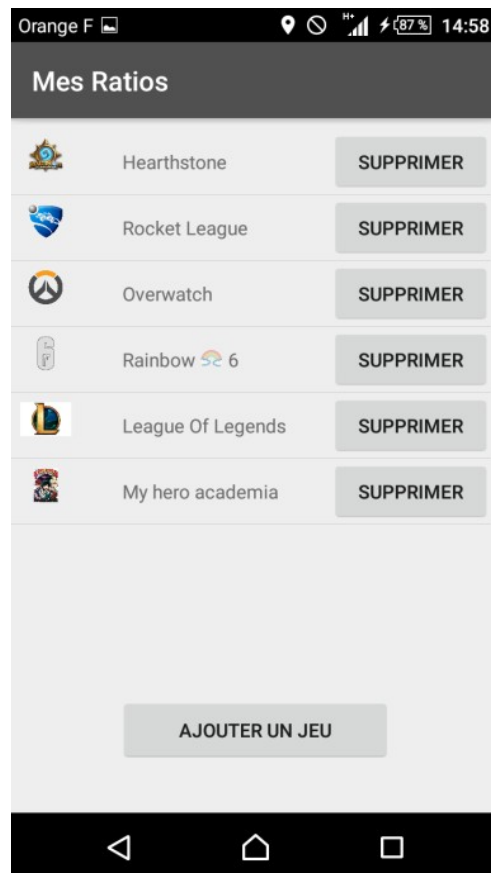 Orange F H+ 87 % 14:58
Mes Ratios
Hearthstone SUPPRIMER
Rocket League SUPPRIMER
Overwatch SUPPRIMER
Rainbow 🌈 6 SUPPRIMER
League Of Legends SUPPRIMER
My hero academia SUPPRIMER
AJOUTER UN JEU